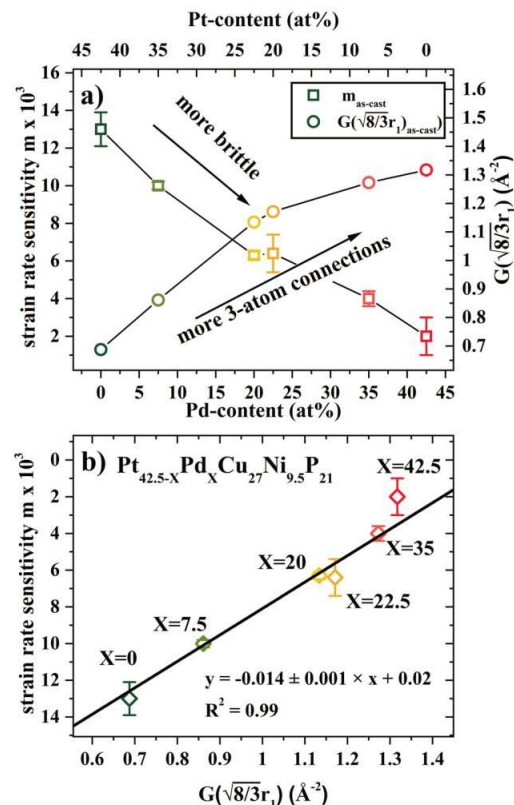 Pt-content (at%)
40 35 30 25 20 15 10 5 0
a)
more brittle
m_as-cast
G(√8/3r₁)_as-cast)
more 3-atom connections
strain rate sensitivity m x 10³
16
14
12
10
8
6
4
2
G(√8/3r₁) (Å⁻²)
1.6
1.5
1.4
1.3
1.2
1.1
1
0.9
0.8
0.7
0 5 10 15 20 25 30 35 40 45
Pd-content (at%)
b) Pt₄₂.₅₋ₓPdₓCu₂₇Ni₉.₅P₂₁
X=42.5
X=35
X=20
X=22.5
X=7.5
X=0
y = -0.014 ± 0.001 × x + 0.02
R² = 0.99
strain rate sensitivity m x 10³
0
2
4
6
8
10
12
14
0.6 0.7 0.8 0.9 1 1.1 1.2 1.3 1.4
G(√8/3r₁) (Å⁻²)